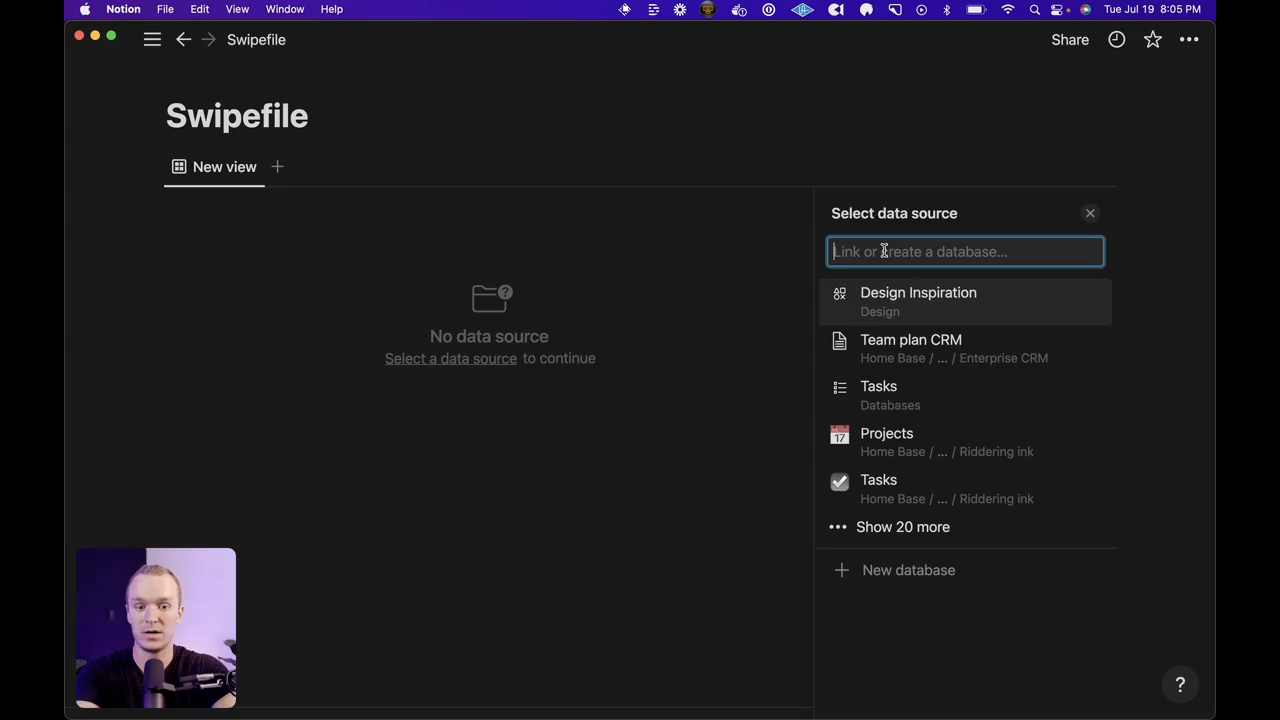 Notion File Edit View Window Help Tue Jul 19 8:05 PM
Swipefile Share
Swipefile
New view
Select data source
Link or create a database...
Design Inspiration
Design
Team plan CRM
Home Base / ... / Enterprise CRM
Tasks
Databases
17 Projects
Home Base / ... / Riddering ink
Tasks
Home Base / ... / Riddering ink
Show 20 more
New database
No data source
Select a data source to continue
?